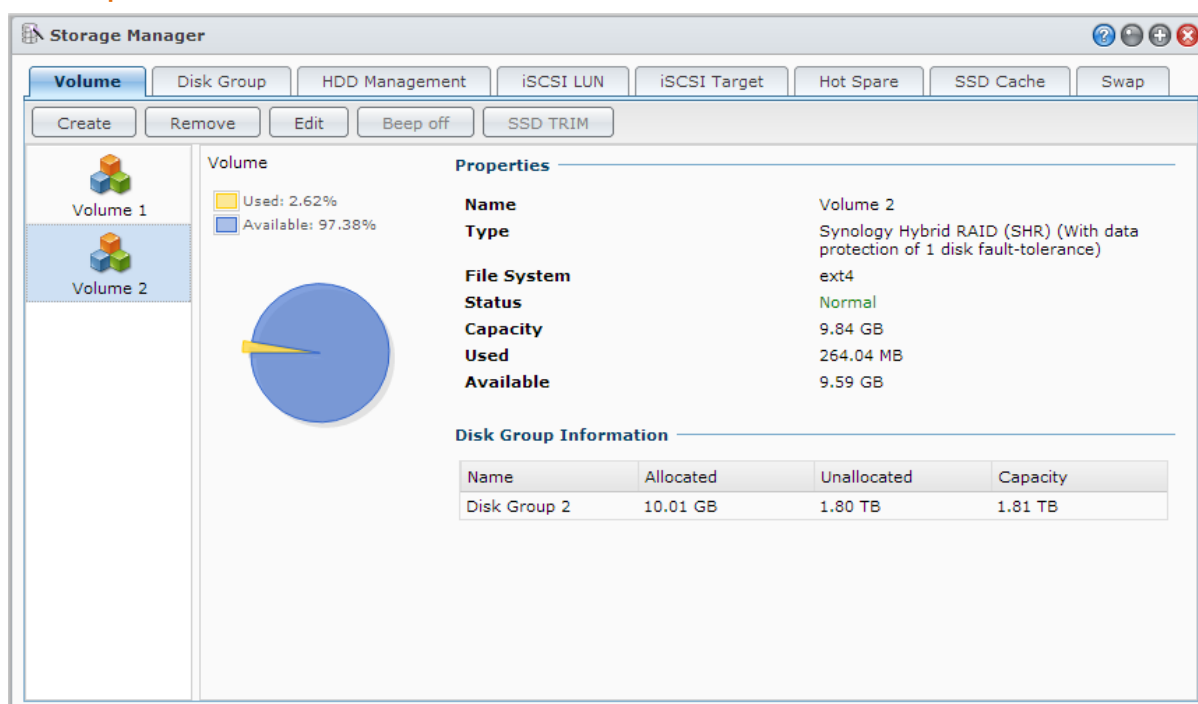 Storage Manager
Volume Disk Group HDD Management iSCSI LUN iSCSI Target Hot Spare SSD Cache Swap
Create Remove Edit Beep off SSD TRIM
Volume 1
Volume 2
Volume
Used: 2.62%
Available: 97.38%
Properties
Name Volume 2
Type Synology Hybrid RAID (SHR) (With data
protection of 1 disk fault-tolerance)
File System ext4
Status Normal
Capacity 9.84 GB
Used 264.04 MB
Available 9.59 GB
Disk Group Information
Name Allocated Unallocated Capacity
Disk Group 2 10.01 GB 1.80 TB 1.81 TB